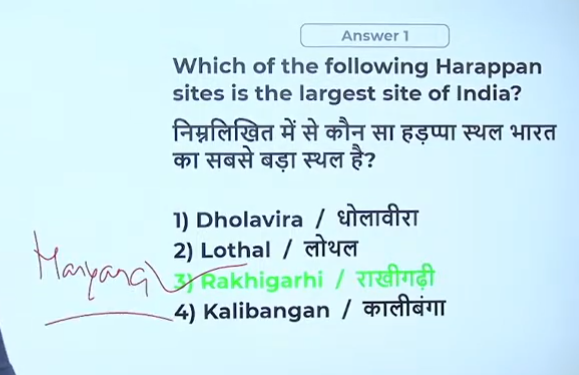 Answer 1
Which of the following Harappan
sites is the largest site of India?
निम्नलिखित में से कौन सा हड़प्पा स्थल भारत
का सबसे बड़ा स्थल है?
1) Dholavira / धोलावीरा
2) Lothal / लोथल
Haryana
3) Rakhigarhi / राखीगढ़ी
4) Kalibangan / कालीबंगा